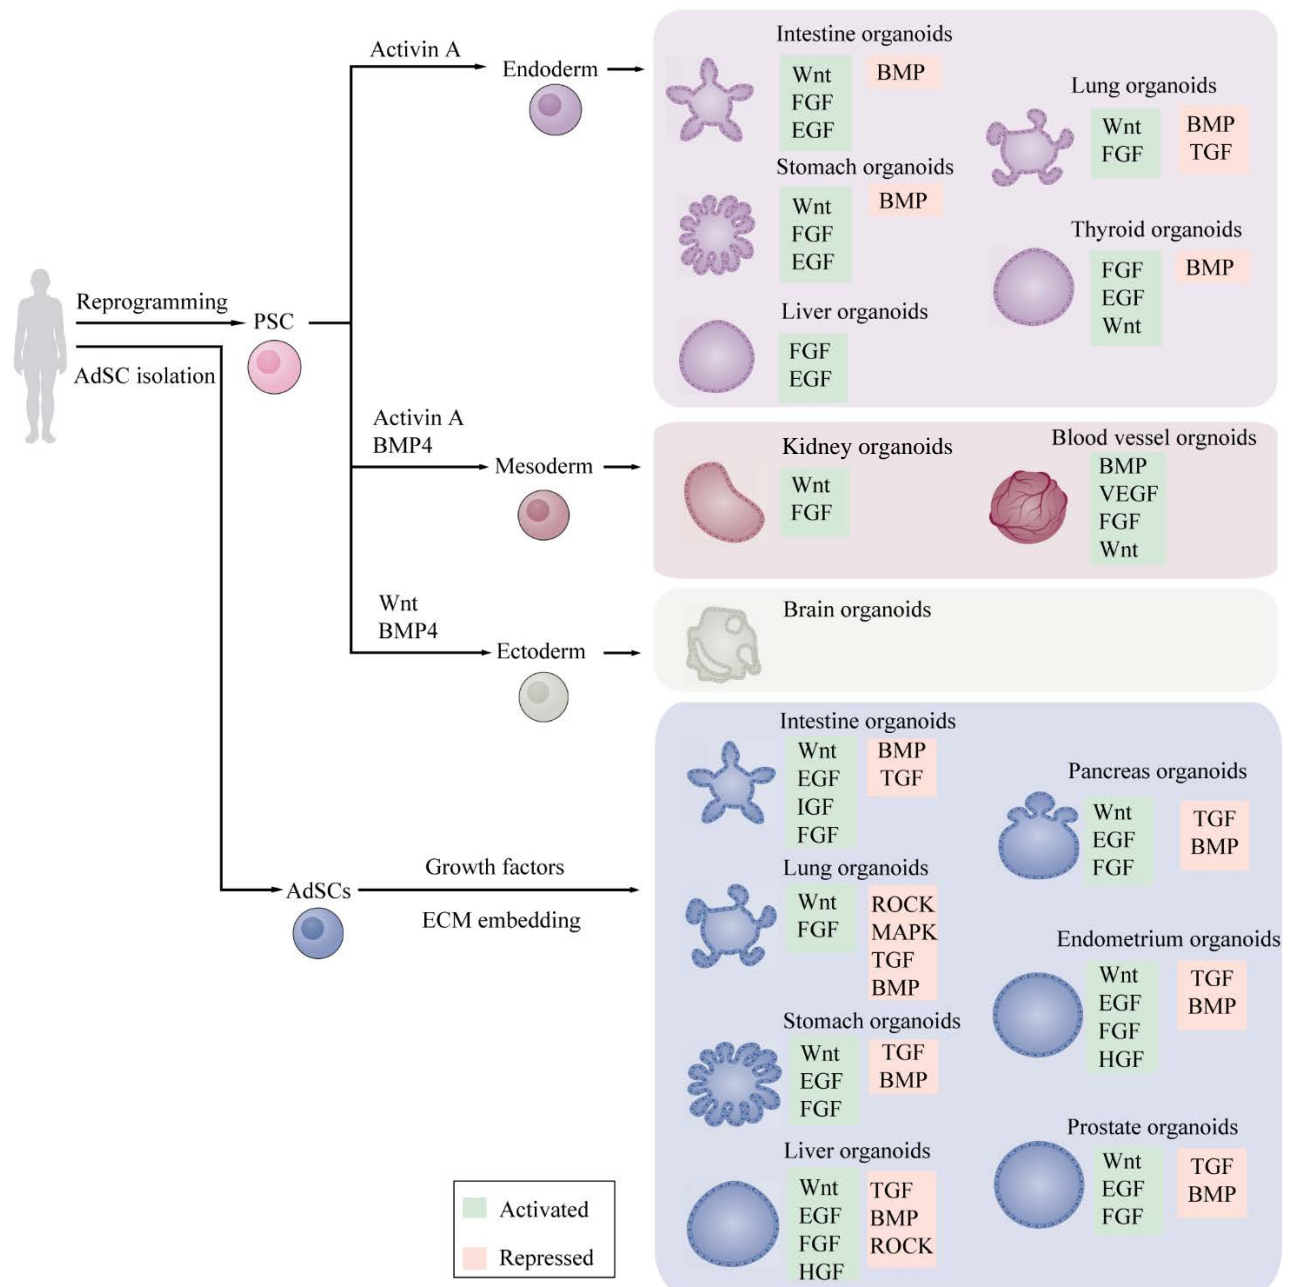 Reprogramming
AdSC isolation
PSC
Activin A
Endoderm
Activin A
BMP4
Mesoderm
Wnt
BMP4
Ectoderm
AdSCs
Growth factors
ECM embedding
Intestine organoids
Wnt
FGF
EGF
BMP
Stomach organoids
Wnt
FGF
EGF
BMP
Liver organoids
FGF
EGF
Lung organoids
Wnt
FGF
BMP
TGF
Thyroid organoids
FGF
EGF
Wnt
BMP
Kidney organoids
Wnt
FGF
Blood vessel orgnoids
BMP
VEGF
FGF
Wnt
Brain organoids
Intestine organoids
Wnt
EGF
IGF
FGF
BMP
TGF
Lung organoids
Wnt
FGF
ROCK
MAPK
TGF
BMP
Stomach organoids
Wnt
EGF
FGF
TGF
BMP
Liver organoids
Wnt
EGF
FGF
HGF
TGF
BMP
ROCK
Pancreas organoids
Wnt
EGF
FGF
TGF
BMP
Endometrium organoids
Wnt
EGF
FGF
HGF
TGF
BMP
Prostate organoids
Wnt
EGF
FGF
TGF
BMP
Activated
Repressed